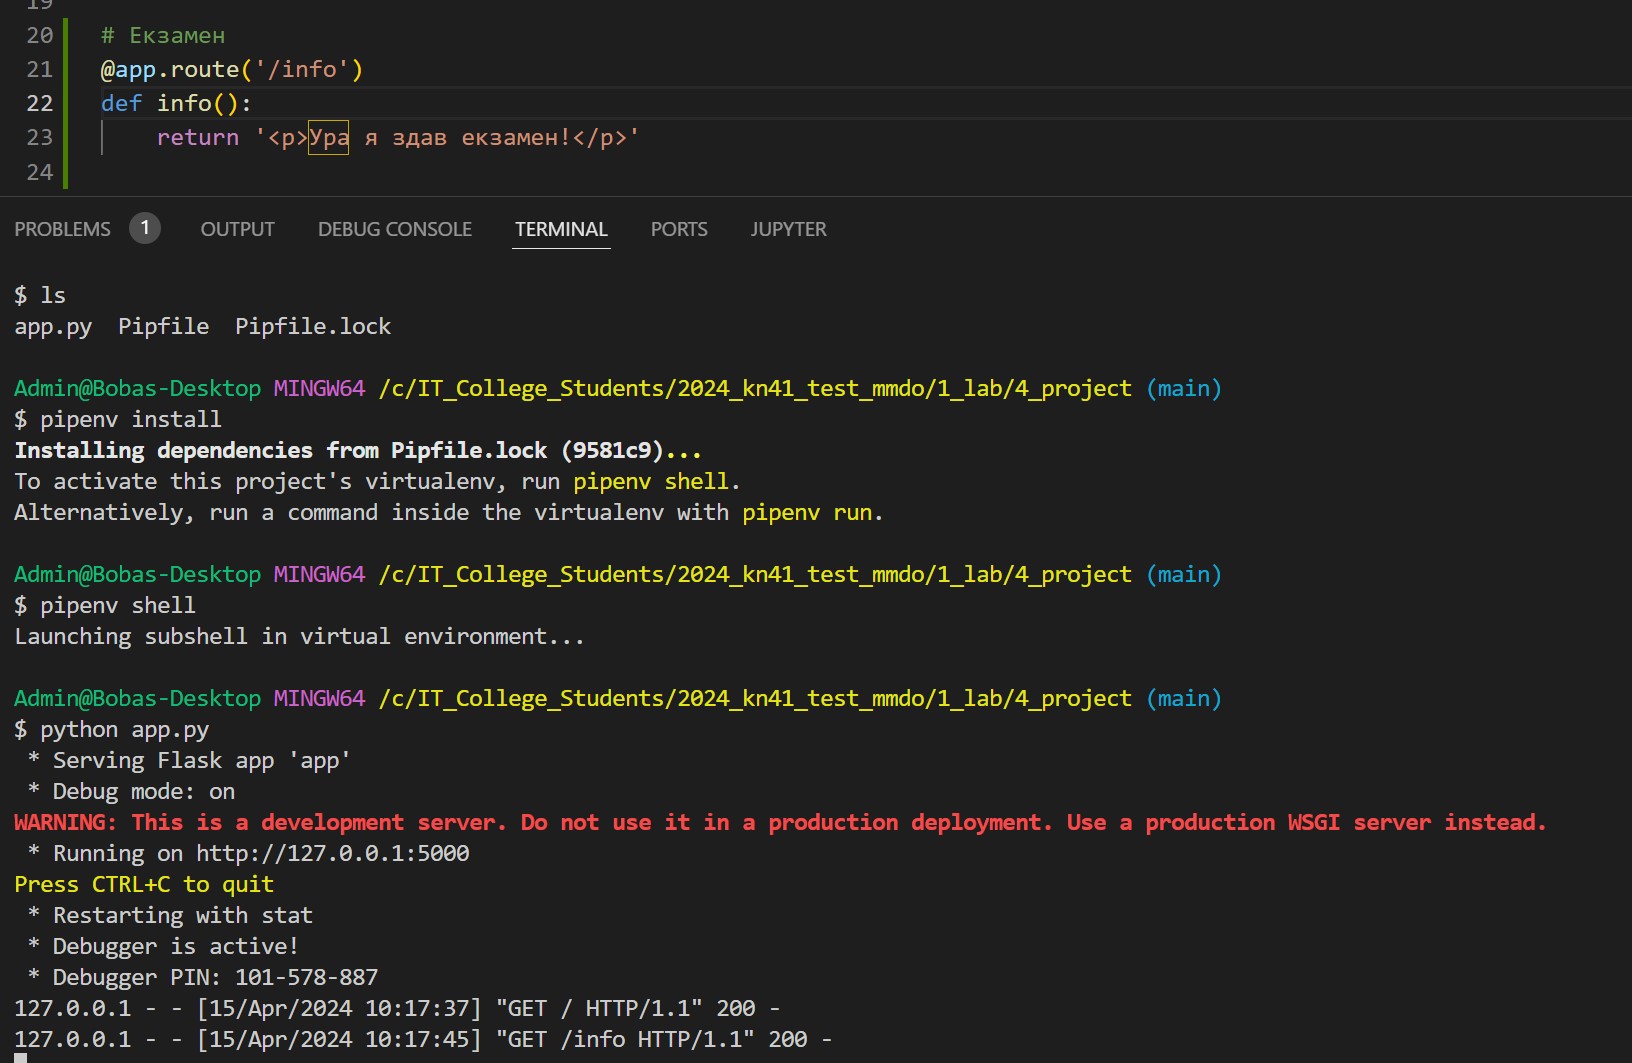 19
20 # Екзамен
21 @app.route('/info')
22 def info():
23 return '<p>Ура я здав екзамен!</p>'
24
PROBLEMS 1 OUTPUT DEBUG CONSOLE TERMINAL PORTS JUPYTER
$ ls
app.py Pipfile Pipfile.lock
Admin@Bobas-Desktop MINGW64 /c/IT_College_Students/2024_kn41_test_mmdo/1_lab/4_project (main)
$ pipenv install
Installing dependencies from Pipfile.lock (9581c9)...
To activate this project's virtualenv, run pipenv shell.
Alternatively, run a command inside the virtualenv with pipenv run.
Admin@Bobas-Desktop MINGW64 /c/IT_College_Students/2024_kn41_test_mmdo/1_lab/4_project (main)
$ pipenv shell
Launching subshell in virtual environment...
Admin@Bobas-Desktop MINGW64 /c/IT_College_Students/2024_kn41_test_mmdo/1_lab/4_project (main)
$ python app.py
* Serving Flask app 'app'
* Debug mode: on
WARNING: This is a development server. Do not use it in a production deployment. Use a production WSGI server instead.
* Running on http://127.0.0.1:5000
Press CTRL+C to quit
* Restarting with stat
* Debugger is active!
* Debugger PIN: 101-578-887
127.0.0.1 - - [15/Apr/2024 10:17:37] "GET / HTTP/1.1" 200 -
127.0.0.1 - - [15/Apr/2024 10:17:45] "GET /info HTTP/1.1" 200 -